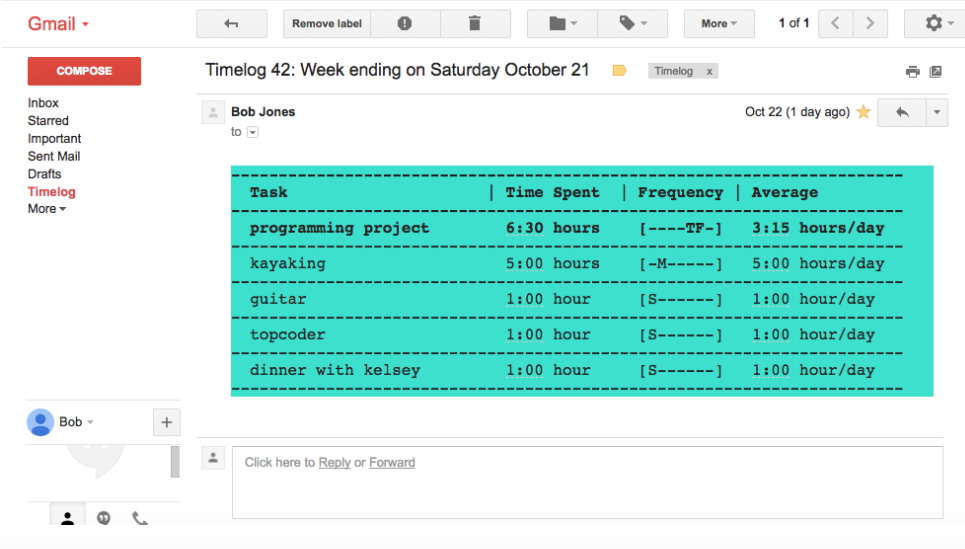 Gmail
Remove label
More
1 of 1
COMPOSE
Timelog 42: Week ending on Saturday October 21
Timelog x
Inbox
Starred
Important
Sent Mail
Drafts
Timelog
More
Bob Jones
Oct 22 (1 day ago)
to
Task | Time Spent | Frequency | Average
programming project 6:30 hours [----TF-] 3:15 hours/day
kayaking 5:00 hours [-M-----] 5:00 hours/day
guitar 1:00 hour [S------] 1:00 hour/day
topcoder 1:00 hour [S------] 1:00 hour/day
dinner with kelsey 1:00 hour [S------] 1:00 hour/day
Bob +
Click here to Reply or Forward